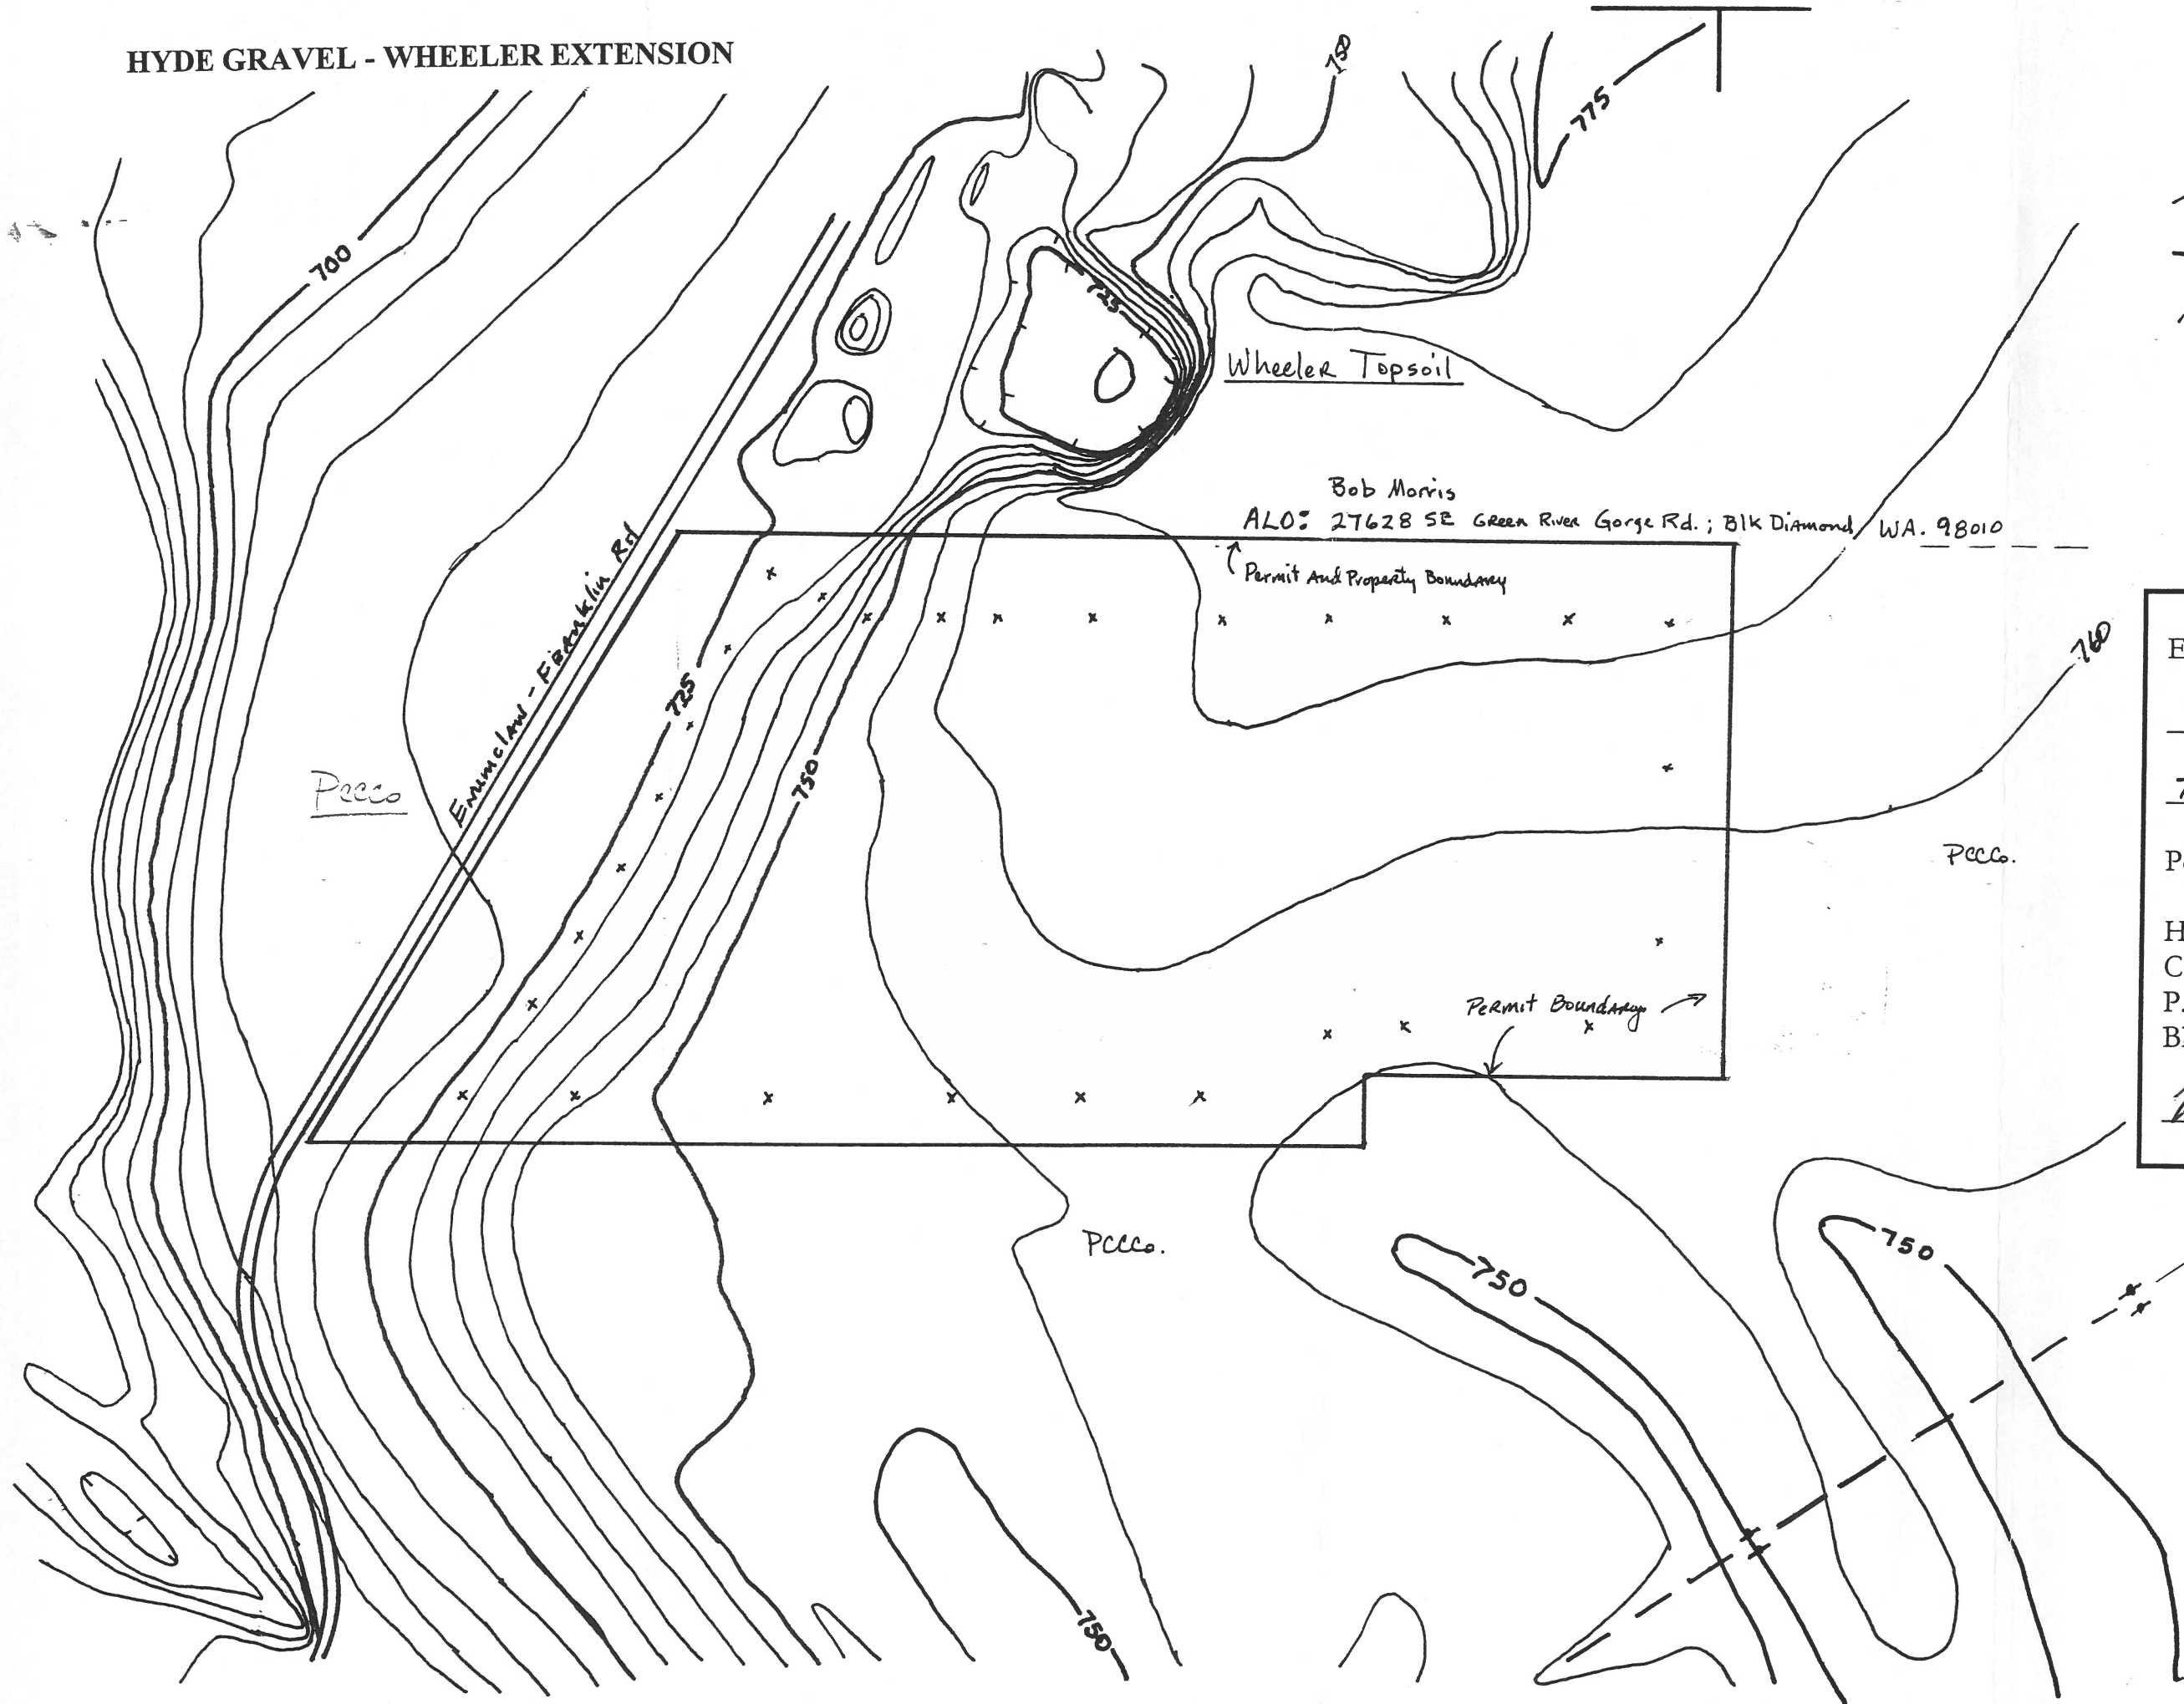 HYDE GRAVEL - WHEELER EXTENSION
750
775
700
725
Wheeler Topsoil
Bob Morris
ALO: 27628 SE Green River Gorge Rd.; Blk Diamond, WA. 98010
Permit And Property Boundary
Enumclaw - Franklin Rd
725
760
750
Pccco
PCCCo.
Permit Boundary
PCCCo.
750
750
750
E
P
H
C
P.
B